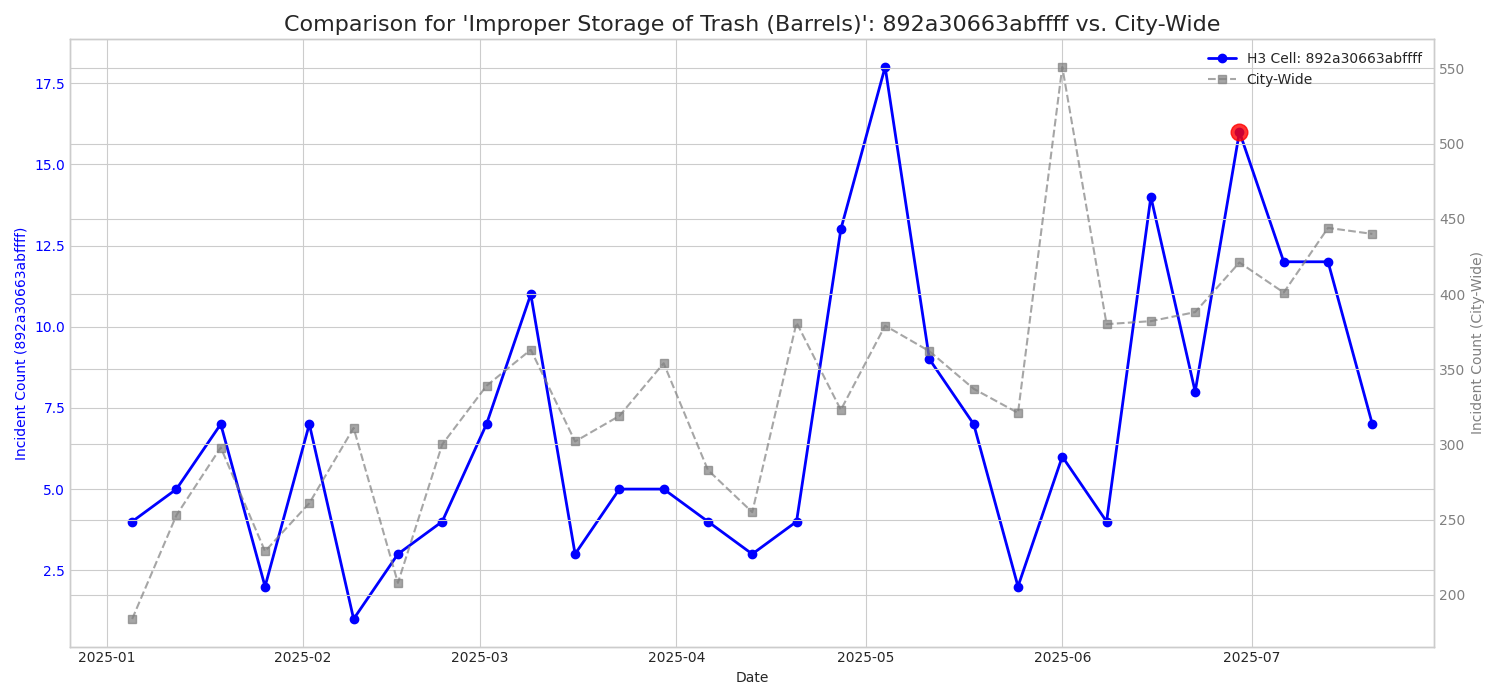 Comparison for 'Improper Storage of Trash (Barrels)': 892a30663abffff vs. City-Wide
H3 Cell: 892a30663abffff
City-Wide
Incident Count (892a30663abffff)
17.5
15.0
12.5
10.0
7.5
5.0
2.5
550
500
450
400
350
300
250
200
Incident Count (City-Wide)
2025-01 2025-02 2025-03 2025-04 2025-05 2025-06 2025-07
Date